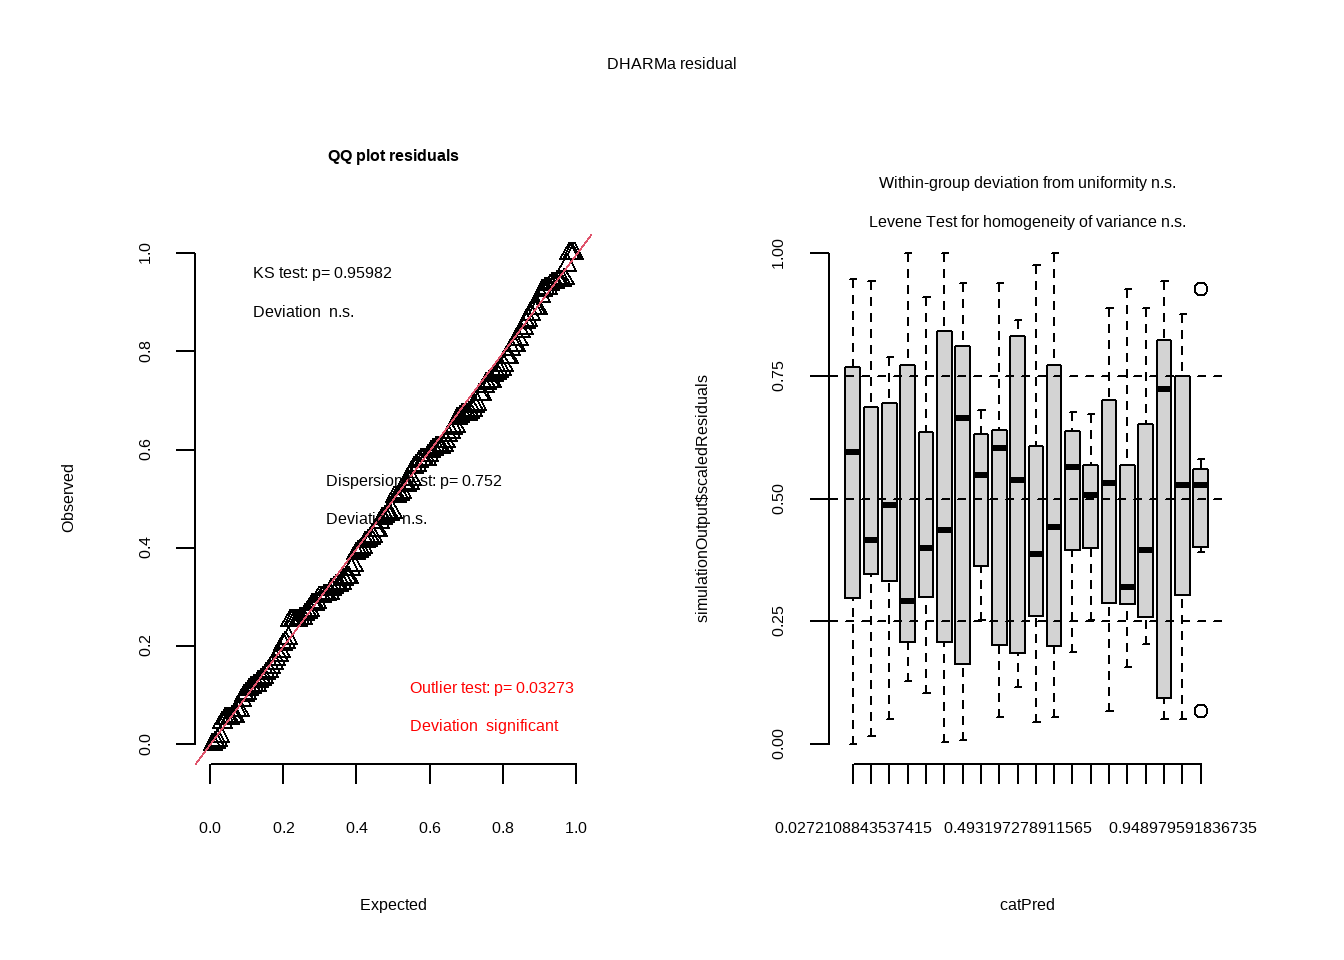 DHARMa residual
QQ plot residuals
KS test: p= 0.95982
Deviation n.s.
Dispersion test: p= 0.752
Deviation n.s.
Outlier test: p= 0.03273
Deviation significant
Observed
0.0
0.2
0.4
0.6
0.8
1.0
0.0 0.2 0.4 0.6 0.8 1.0
Expected
Within-group deviation from uniformity n.s.
Levene Test for homogeneity of variance n.s.
simulationOutput$scaledResiduals
0.00
0.25
0.50
0.75
1.00
0.0272108843537415 0.493197278911565 0.948979591836735
catPred